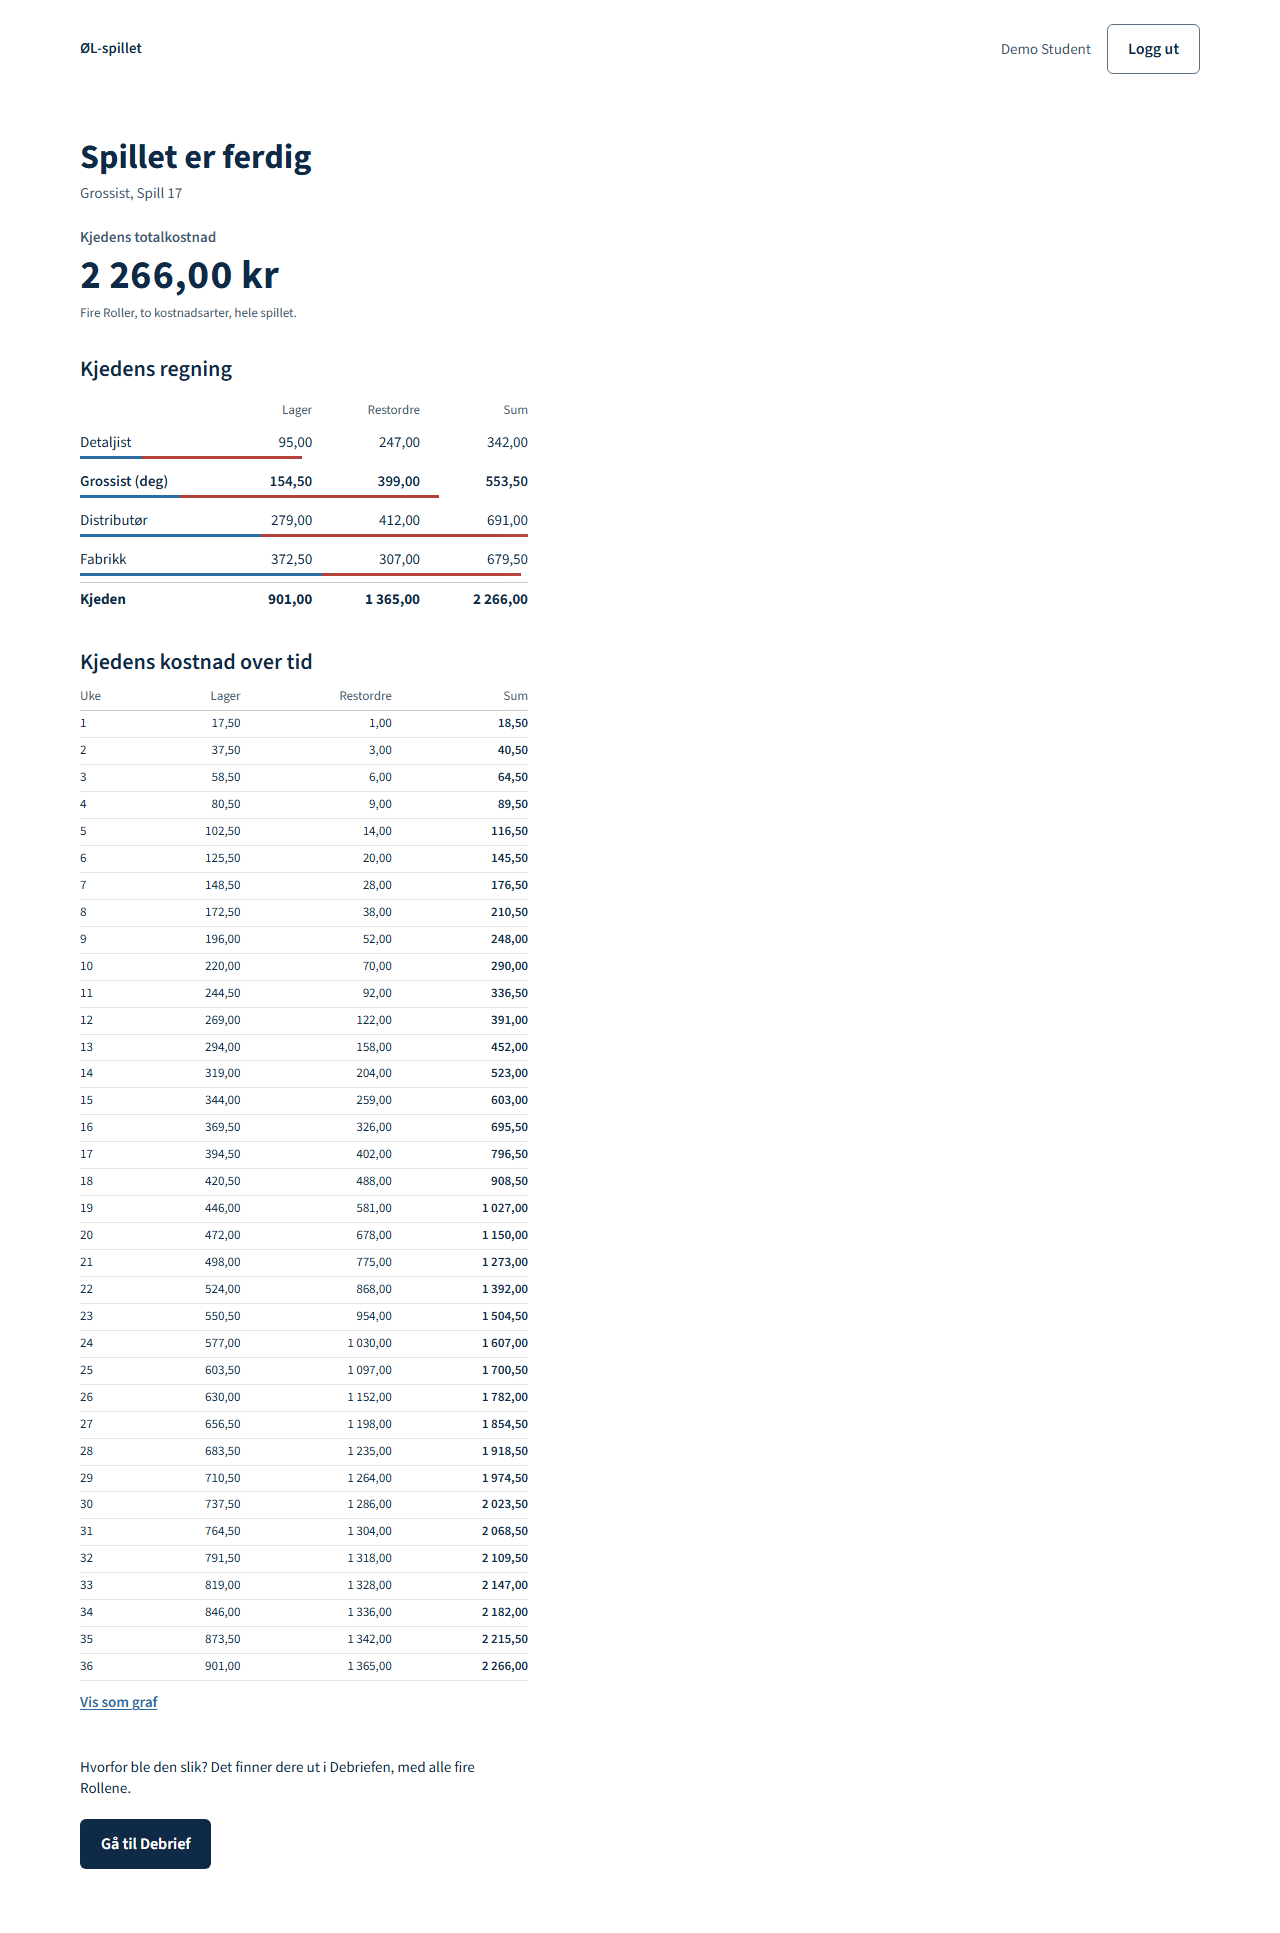 ØL-spillet
Demo Student
Logg ut
Spillet er ferdig
Grossist, Spill 17
Kjedens totalkostnad
2 266,00 kr
Fire Roller, to kostnadsarter, hele spillet.
Kjedens regning
Lager Restordre Sum
Detaljist 95,00 247,00 342,00
Grossist (deg) 154,50 399,00 553,50
Distributør 279,00 412,00 691,00
Fabrikk 372,50 307,00 679,50
Kjeden 901,00 1 365,00 2 266,00
Kjedens kostnad over tid
Uke Lager Restordre Sum
1 17,50 1,00 18,50
2 37,50 3,00 40,50
3 58,50 6,00 64,50
4 80,50 9,00 89,50
5 102,50 14,00 116,50
6 125,50 20,00 145,50
7 148,50 28,00 176,50
8 172,50 38,00 210,50
9 196,00 52,00 248,00
10 220,00 70,00 290,00
11 244,50 92,00 336,50
12 269,00 122,00 391,00
13 294,00 158,00 452,00
14 319,00 204,00 523,00
15 344,00 259,00 603,00
16 369,50 326,00 695,50
17 394,50 402,00 796,50
18 420,50 488,00 908,50
19 446,00 581,00 1 027,00
20 472,00 678,00 1 150,00
21 498,00 775,00 1 273,00
22 524,00 868,00 1 392,00
23 550,50 954,00 1 504,50
24 577,00 1 030,00 1 607,00
25 603,50 1 097,00 1 700,50
26 630,00 1 152,00 1 782,00
27 656,50 1 198,00 1 854,50
28 683,50 1 235,00 1 918,50
29 710,50 1 264,00 1 974,50
30 737,50 1 286,00 2 023,50
31 764,50 1 304,00 2 068,50
32 791,50 1 318,00 2 109,50
33 819,00 1 328,00 2 147,00
34 846,00 1 336,00 2 182,00
35 873,50 1 342,00 2 215,50
36 901,00 1 365,00 2 266,00
Vis som graf
Hvorfor ble den slik? Det finner dere ut i Debriefen, med alle fire
Rollene.
Gå til Debrief